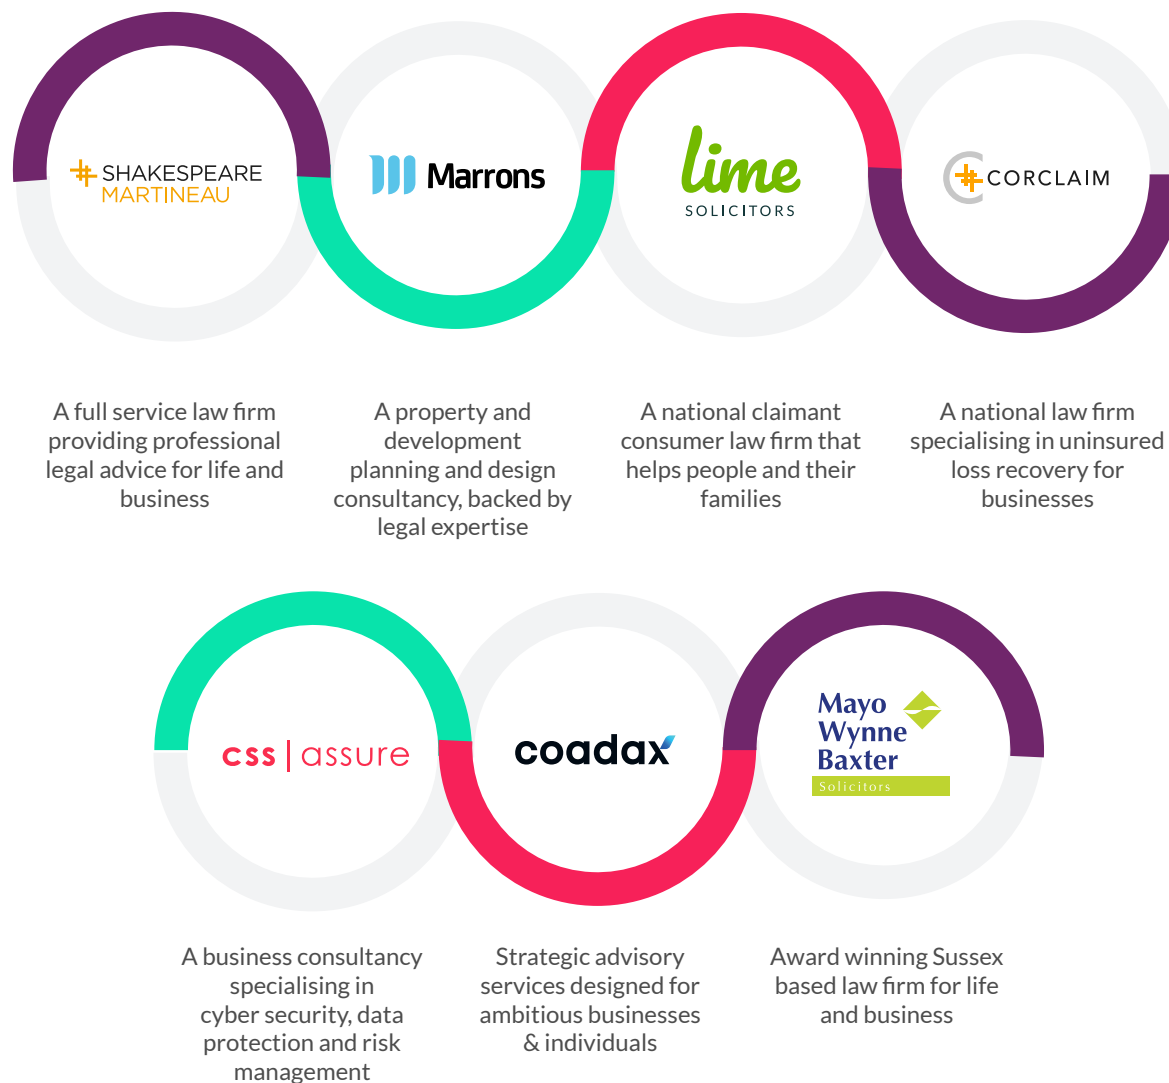 SHAKESPEARE
MARTINEAU
Marrons
lime
SOLICITORS
CORCLAIM
A full service law firm
providing professional
legal advice for life and
business
A property and
development
planning and design
consultancy, backed by
legal expertise
A national claimant
consumer law firm that
helps people and their
families
A national law firm
specialising in uninsured
loss recovery for
businesses
css | assure
coadax
Mayo
Wynne
Baxter
Solicitors
A business consultancy
specialising in
cyber security, data
protection and risk
management
Strategic advisory
services designed for
ambitious businesses
& individuals
Award winning Sussex
based law firm for life
and business